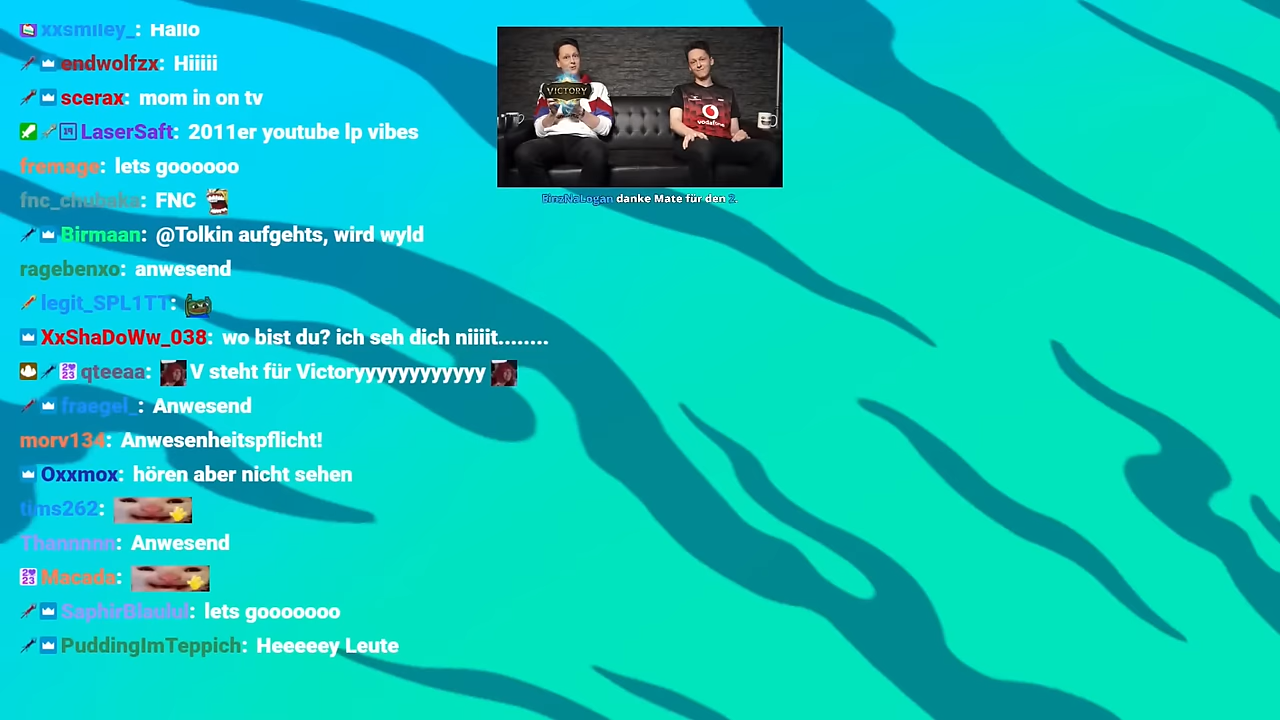 xxsmiley_: Hallo
endwolfzx: Hiiiii
scerax: mom in on tv
LaserSaft: 2011er youtube lp vibes
fremage: lets goooooo
fnc_chubaka: FNC
Birmaan: @Tolkin aufgehts, wird wyld
ragebenxo: anwesend
legit_SPL1TT:
XxShaDoWw_038: wo bist du? ich seh dich niiiit........
qteeaa: V steht für Victoryyyyyyyyyyyy
fraegel_: Anwesend
morv134: Anwesenheitspflicht!
Oxxmox: hören aber nicht sehen
tims262:
Thannnnn: Anwesend
Macada:
SaphirBlaulul: lets gooooooo
PuddingImTeppich: Heeeeey Leute
VICTORY
vodafone
BinzNaLogan danke Mate für den 2.